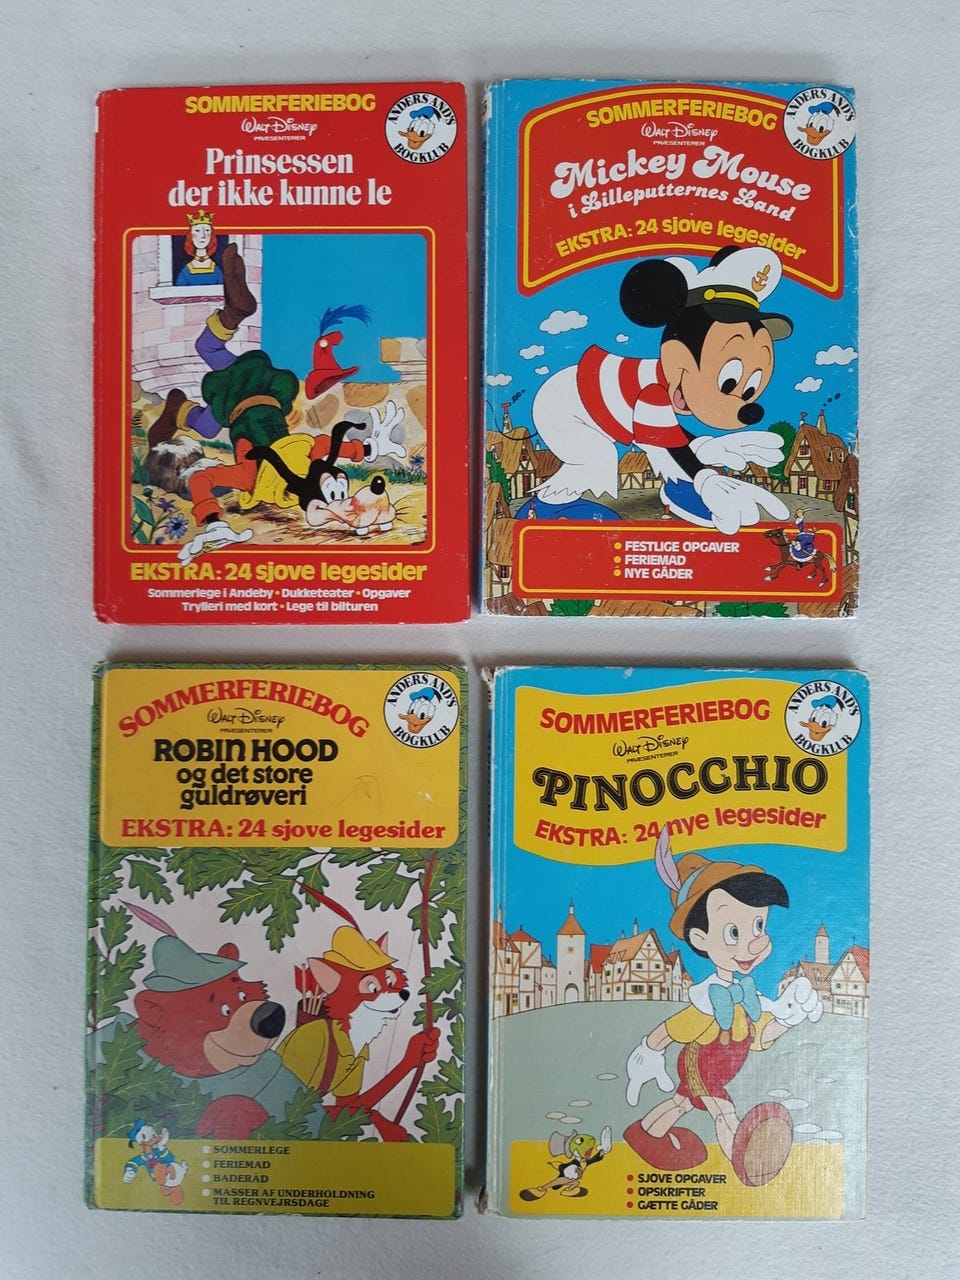 SOMMERFERIEBOG
WALT DISNEY
PRÆSENTERER
Prinsessen
der ikke kunne le
ANDERS AND'S
BOGKLUB
EKSTRA: 24 sjove legesider
Sommerlege i Andeby • Dukketeater • Opgaver
Trylleri med kort • Lege til bilturen
SOMMERFERIEBOG
WALT DISNEY
PRÆSENTERER
Mickey Mouse
i Lilleputternes Land
EKSTRA: 24 sjove legesider
ANDERS AND'S
BOGKLUB
• FESTLIGE OPGAVER
• FERIEMAD
• NYE GÅDER
SOMMERFERIEBOG
WALT DISNEY
PRÆSENTERER
ROBIN HOOD
og det store
guldrøveri
EKSTRA: 24 sjove legesider
ANDERS AND'S
BOGKLUB
• SOMMERLEGE
• FERIEMAD
• BADERÅD
• MASSER AF UNDERHOLDNING
TIL REGNVEJRSDAGE
SOMMERFERIEBOG
WALT DISNEY
PRÆSENTERER
PINOCCHIO
EKSTRA: 24 nye legesider
ANDERS AND'S
BOGKLUB
• SJOVE OPGAVER
• OPSKRIFTER
• GÆTTE GÅDER